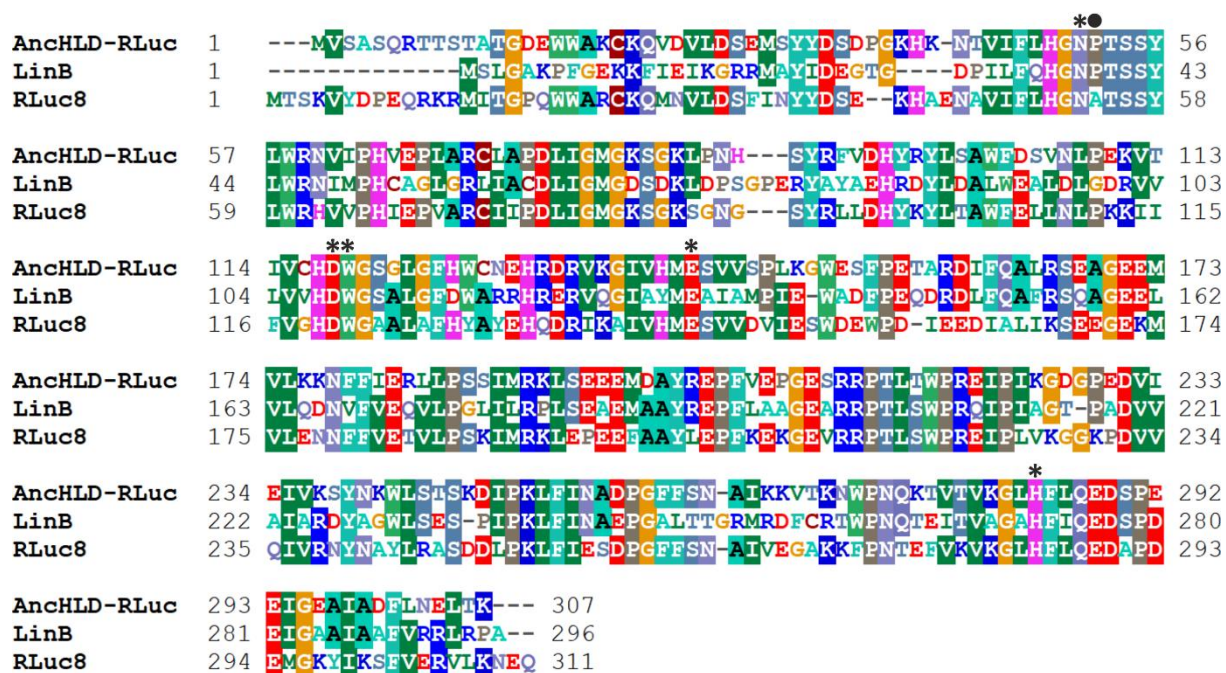 * ●
AncHLD-RLuc 1 ---MVSASQRTTSTATGDEWWAKCKQVDVLDSEMSYYDSDPGKHK-NTVIFLHGNPTSSY 56
LinB 1 -------------MSLGAKPFGEKKFIEIKGRRMAYIDEGTG----DPILFQHGNPTSSY 43
RLuc8 1 MTSKVYDPEQRKRMITGPQWWARCKQMNVLDSFINYYDSE--KHAENAVIFLHGNATSSY 58
AncHLD-RLuc 57 LWRNVIPHVEPLARCLAPDLIGMGKSGKLPNH---SYRFVDHYRYLSAWFDSVNLPEKVT 113
LinB 44 LWRNIMPHCAGLGRLIACDLIGMGDSDKLDPSGPERYAYAEHRDYLDALWEALDLGDRVV 103
RLuc8 59 LWRHVVPHIEPVARCIIPDLIGMGKSGKSGNG---SYRLLDHYKYLTAWFELLNLPKKII 115
** *
AncHLD-RLuc 114 IVCHDWGSGLGFHWCNEHRDRVKGIVHMESVVSPLKGWESFPETARDIFQALRSEAGEEM 173
LinB 104 LVVHDWGSALGFDWARRHRERVQGIAYMEAIAMPIE-WADFPEQDRDLFQAFRSQAGEEL 162
RLuc8 116 FVGHDWGAALAFHYAYEHQDRIKAIVHMESVVDVIESWDEWPD-IEEDIALIKSEEGEKM 174
AncHLD-RLuc 174 VLKKNFFIERLLPSSIMRKLSEEEMDAYREPFVEPGESRRPTLTWPREIPIKGDGPEDVI 233
LinB 163 VLQDNVFVEQVLPGLILRPLSEAEMAAYREPFLAAGEARRPTLSWPRQIPIAGT-PADVV 221
RLuc8 175 VLENNFFVETVLPSKIMRKLEPEEFAAYLEPFKEKGEVRRPTLSWPREIPLVKGGKPDVV 234
*
AncHLD-RLuc 234 EIVKSYNKWLSTSKDIPKLFINADPGFFSN-AIKKVTKNWPNQKTVTVKGLHFLQEDSPE 292
LinB 222 AIARDYAGWLSES-PIPKLFINAEPGALTTGRMRDFCRTWPNQTEITVAGAHFIQEDSPD 280
RLuc8 235 QIVRNYNAYLRASDDLPKLFIESDPGFFSN-AIVEGAKKFPNTEFVKVKGLHFLQEDAPD 293
AncHLD-RLuc 293 EIGEAIADFLNELTK--- 307
LinB 281 EIGAAIAAFVRRLRPA-- 296
RLuc8 294 EMGKYIKSFVERVLKNEQ 311